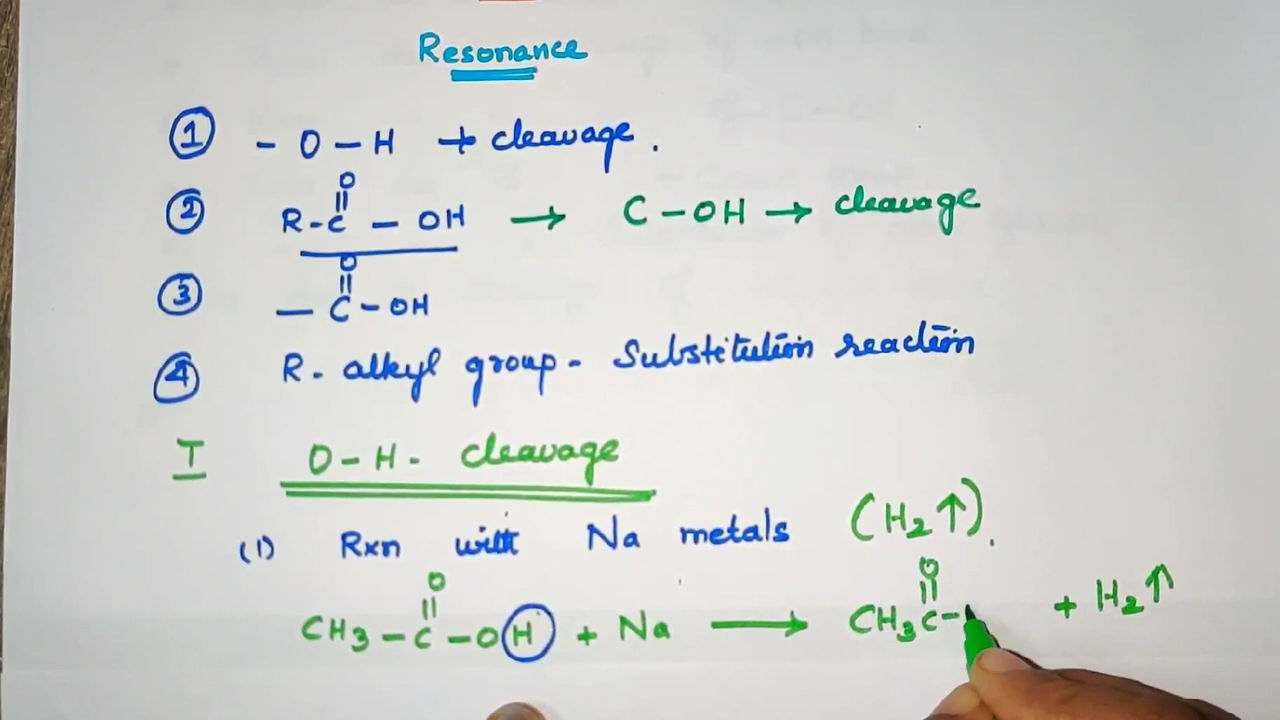 Resonance
① - O - H → cleavage.
② R-C(=O) - OH → C - OH → cleavage
③ - C(=O) - OH
④ R - alkyl group - Substitution reaction
I O - H - cleavage
(1) Rxn with Na metals (H2↑).
CH3 - C(=O) - OH + Na → CH3C(=O)- + H2↑